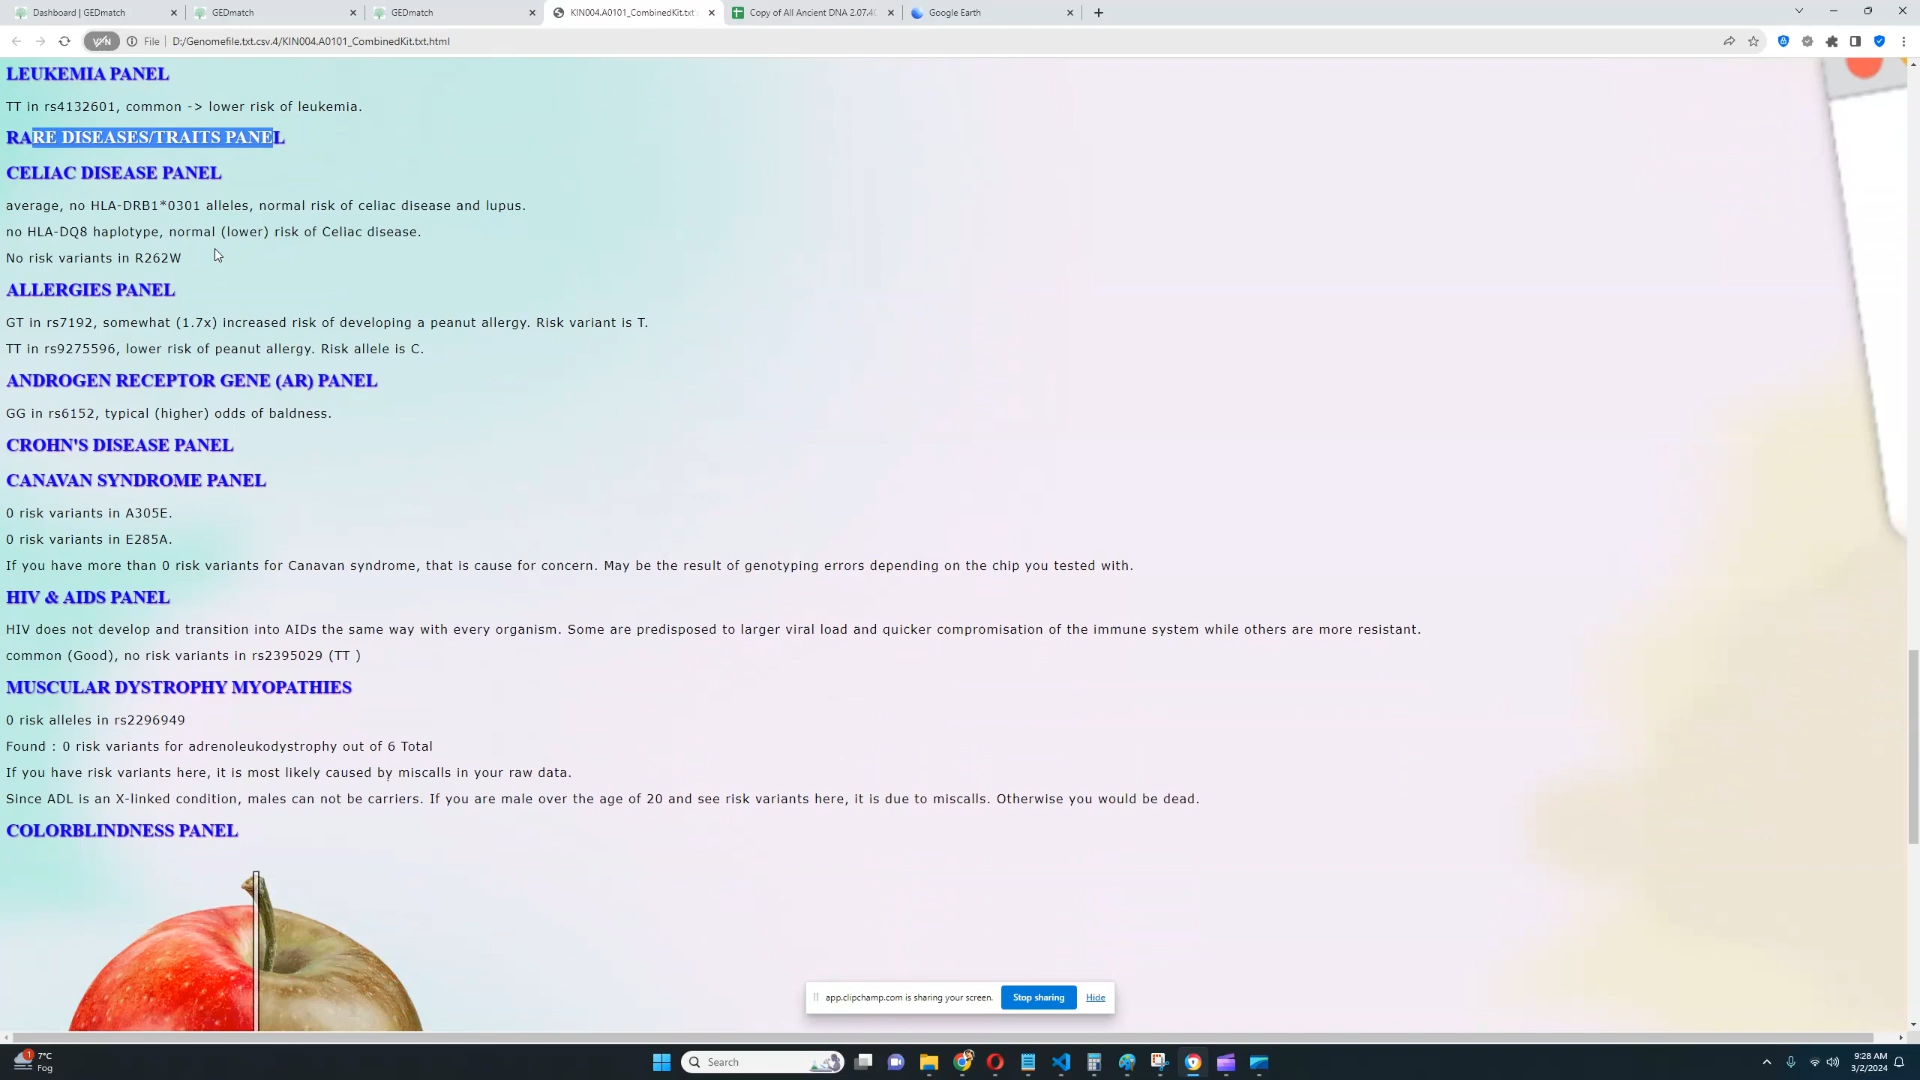 Dashboard | GEDmatch
GEDmatch
GEDmatch
KIN004.A0101_CombinedKit.txt
Copy of All Ancient DNA 2.07.40
Google Earth
VPN
File
D:/Genomefile.txt.csv.4/KIN004.A0101_CombinedKit.txt.html
LEUKEMIA PANEL
TT in rs4132601, common -> lower risk of leukemia.
RARE DISEASES/TRAITS PANEL
CELIAC DISEASE PANEL
average, no HLA-DRB1*0301 alleles, normal risk of celiac disease and lupus.
no HLA-DQ8 haplotype, normal (lower) risk of Celiac disease.
No risk variants in R262W
ALLERGIES PANEL
GT in rs7192, somewhat (1.7x) increased risk of developing a peanut allergy. Risk variant is T.
TT in rs9275596, lower risk of peanut allergy. Risk allele is C.
ANDROGEN RECEPTOR GENE (AR) PANEL
GG in rs6152, typical (higher) odds of baldness.
CROHN'S DISEASE PANEL
CANAVAN SYNDROME PANEL
0 risk variants in A305E.
0 risk variants in E285A.
If you have more than 0 risk variants for Canavan syndrome, that is cause for concern. May be the result of genotyping errors depending on the chip you tested with.
HIV & AIDS PANEL
HIV does not develop and transition into AIDs the same way with every organism. Some are predisposed to larger viral load and quicker compromisation of the immune system while others are more resistant.
common (Good), no risk variants in rs2395029 (TT )
MUSCULAR DYSTROPHY MYOPATHIES
0 risk alleles in rs2296949
Found : 0 risk variants for adrenoleukodystrophy out of 6 Total
If you have risk variants here, it is most likely caused by miscalls in your raw data.
Since ADL is an X-linked condition, males can not be carriers. If you are male over the age of 20 and see risk variants here, it is due to miscalls. Otherwise you would be dead.
COLORBLINDNESS PANEL
app.clipchamp.com is sharing your screen.
Stop sharing
Hide
1
7°C
Fog
Search
9:28 AM
3/2/2024